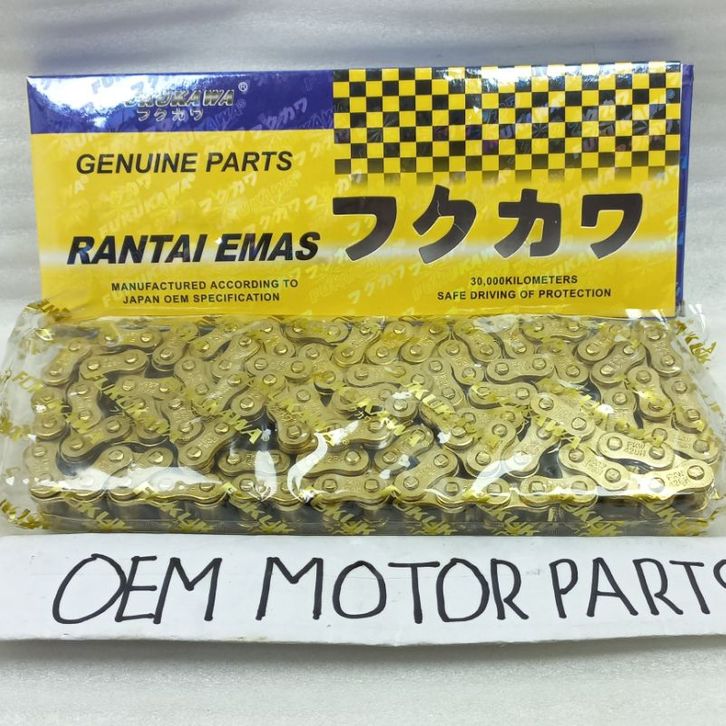 FUKUKAWA®
フクカワ
GENUINE PARTS
RANTAI EMAS
MANUFACTURED ACCORDING TO
JAPAN OEM SPECIFICATION
フクカワ
30,000KILOMETERS
SAFE DRIVING OF PROTECTION
OEM MOTOR PARTS